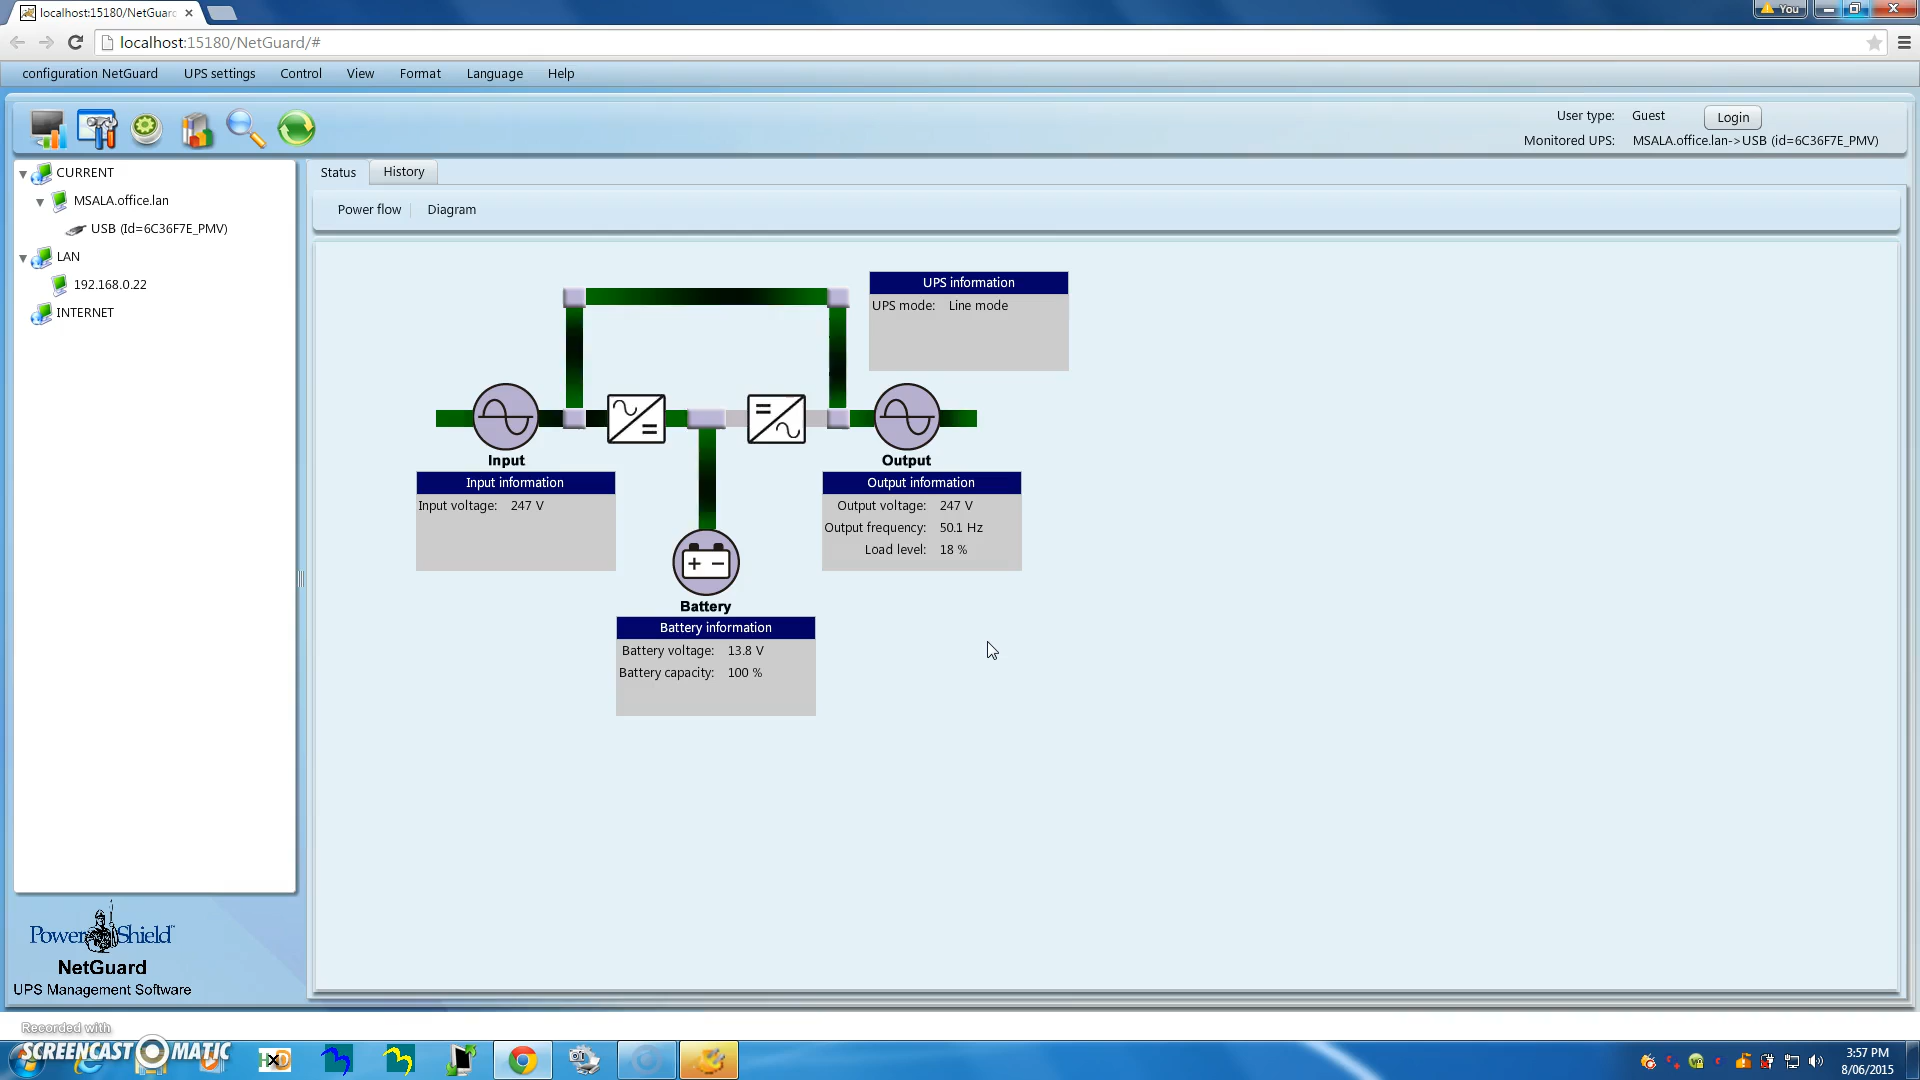 localhost:15180/NetGuard
You
localhost:15180/NetGuard/#
configuration NetGuard UPS settings Control View Format Language Help
User type: Guest Login
Monitored UPS: MSALA.office.lan->USB (id=6C36F7E_PMV)
CURRENT
MSALA.office.lan
USB (Id=6C36F7E_PMV)
LAN
192.168.0.22
INTERNET
Status History
Power flow Diagram
UPS information
UPS mode: Line mode
Input
Input information
Input voltage: 247 V
Output
Output information
Output voltage: 247 V
Output frequency: 50.1 Hz
Load level: 18 %
Battery
Battery information
Battery voltage: 13.8 V
Battery capacity: 100 %
PowerShield
NetGuard
UPS Management Software
Recorded with
SCREENCAST MATIC
3:57 PM
8/06/2015